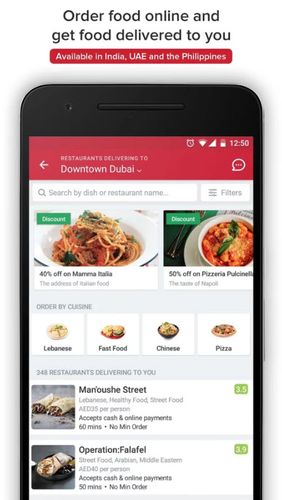 Order food online and
get food delivered to you
Available in India, UAE and the Philippines
12:50
RESTAURANTS DELIVERING TO
Downtown Dubai
Search by dish or restaurant name...
Filters
Discount
Discount
40% off on Mamma Italia
50% off on Pizzeria Pulcinella
The address of Italian food
The taste of Napoli
ORDER BY CUISINE
Lebanese
Fast Food
Chinese
Pizza
348 RESTAURANTS DELIVERING TO YOU
Man'oushe Street
3.5
Lebanese, Healthy Food, Street Food
AED35 per person
Accepts cash & online payments
60 mins • No Min Order
Operation:Falafel
3.9
Street Food, Arabian, Middle Eastern
AED40 per person
Accepts cash & online payments
50 mins • No Min Order